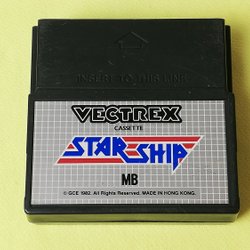 INSERT TO THIS LINE
VECTREX
CASSETTE
STAR SHIP
MB
© GCE 1982. All Rights Reserved. MADE IN HONG KONG.